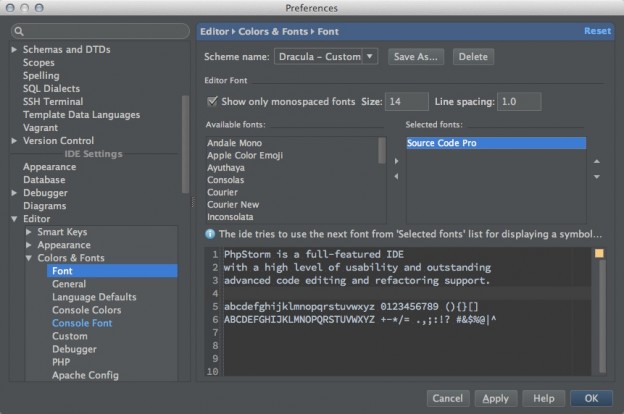 Preferences
Editor ▸ Colors & Fonts ▸ Font
Reset
Schemas and DTDs
Scopes
Spelling
SQL Dialects
SSH Terminal
Template Data Languages
Vagrant
Version Control
IDE Settings
Appearance
Database
Debugger
Diagrams
Editor
Smart Keys
Appearance
Colors & Fonts
Font
General
Language Defaults
Console Colors
Console Font
Custom
Debugger
PHP
Apache Config
Scheme name: Dracula - Custom Save As... Delete
Editor Font
Show only monospaced fonts Size: 14 Line spacing: 1.0
Available fonts: Selected fonts:
Andale Mono
Apple Color Emoji
Ayuthaya
Consolas
Courier
Courier New
Inconsolata
Source Code Pro
The ide tries to use the next font from 'Selected fonts' list for displaying a symbol...
1 PhpStorm is a full-featured IDE
2 with a high level of usability and outstanding
3 advanced code editing and refactoring support.
4
5 abcdefghijklmnopqrstuvwxyz 0123456789 (){}[]
6 ABCDEFGHIJKLMNOPQRSTUVWXYZ +-*/= .,;:!? #&$%@|^
7
8
9
10
Cancel Apply Help OK